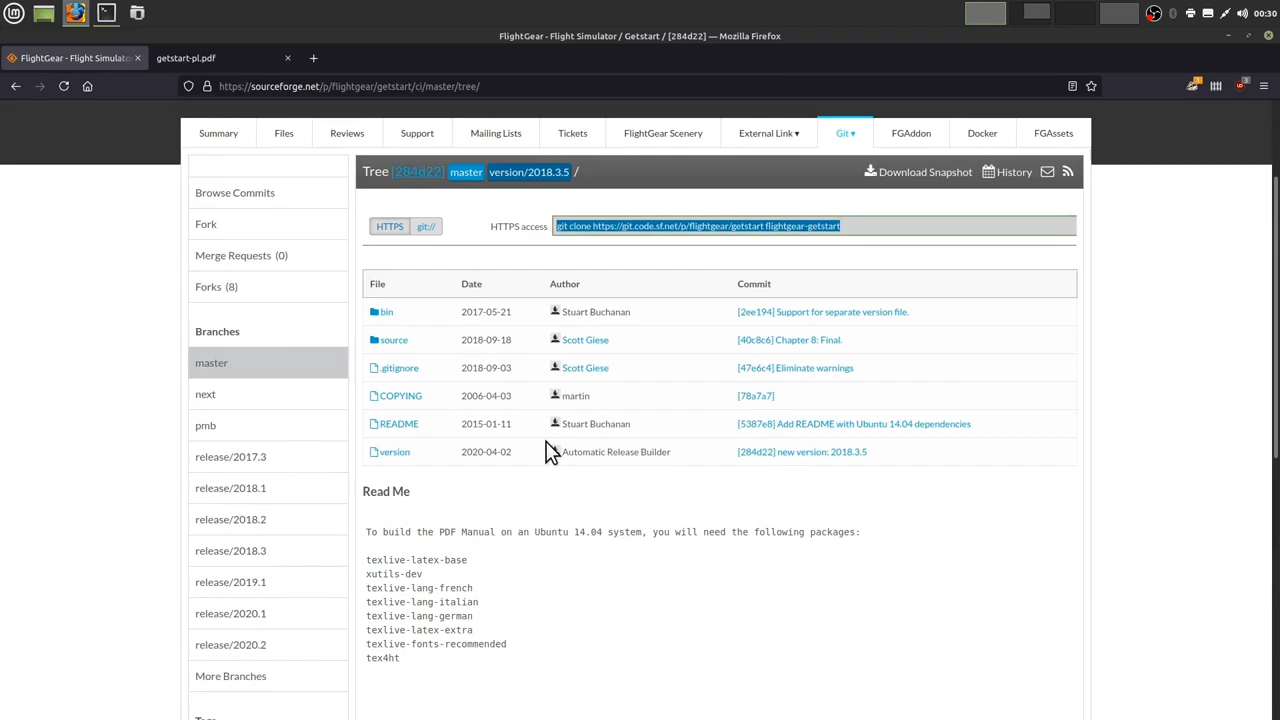 00:30
FlightGear - Flight Simulator / Getstart / [284d22] — Mozilla Firefox
FlightGear - Flight Simulato
getstart-pl.pdf
https://sourceforge.net/p/flightgear/getstart/ci/master/tree/
1
3
Summary
Files
Reviews
Support
Mailing Lists
Tickets
FlightGear Scenery
External Link ▾
Git ▾
FGAddon
Docker
FGAssets
Tree [284d22] master version/2018.3.5 /
Download Snapshot
History
Browse Commits
Fork
Merge Requests (0)
Forks (8)
Branches
master
next
pmb
release/2017.3
release/2018.1
release/2018.2
release/2018.3
release/2019.1
release/2020.1
release/2020.2
More Branches
HTTPS
git://
HTTPS access
git clone https://git.code.sf.net/p/flightgear/getstart flightgear-getstart
File Date Author Commit
bin 2017-05-21 Stuart Buchanan [2ee194] Support for separate version file.
source 2018-09-18 Scott Giese [40c8c6] Chapter 8: Final.
.gitignore 2018-09-03 Scott Giese [47e6c4] Eliminate warnings
COPYING 2006-04-03 martin [78a7a7]
README 2015-01-11 Stuart Buchanan [5387e8] Add README with Ubuntu 14.04 dependencies
version 2020-04-02 Automatic Release Builder [284d22] new version: 2018.3.5
Read Me
To build the PDF Manual on an Ubuntu 14.04 system, you will need the following packages:
texlive-latex-base
xutils-dev
texlive-lang-french
texlive-lang-italian
texlive-lang-german
texlive-latex-extra
texlive-fonts-recommended
tex4ht